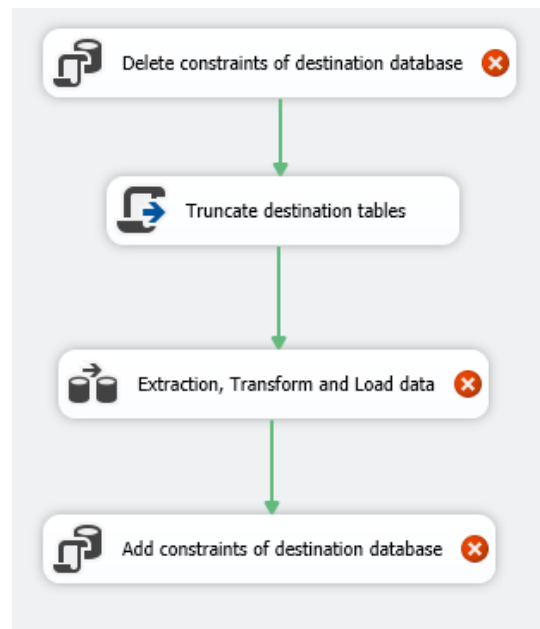 Delete constraints of destination database
Truncate destination tables
Extraction, Transform and Load data
Add constraints of destination database